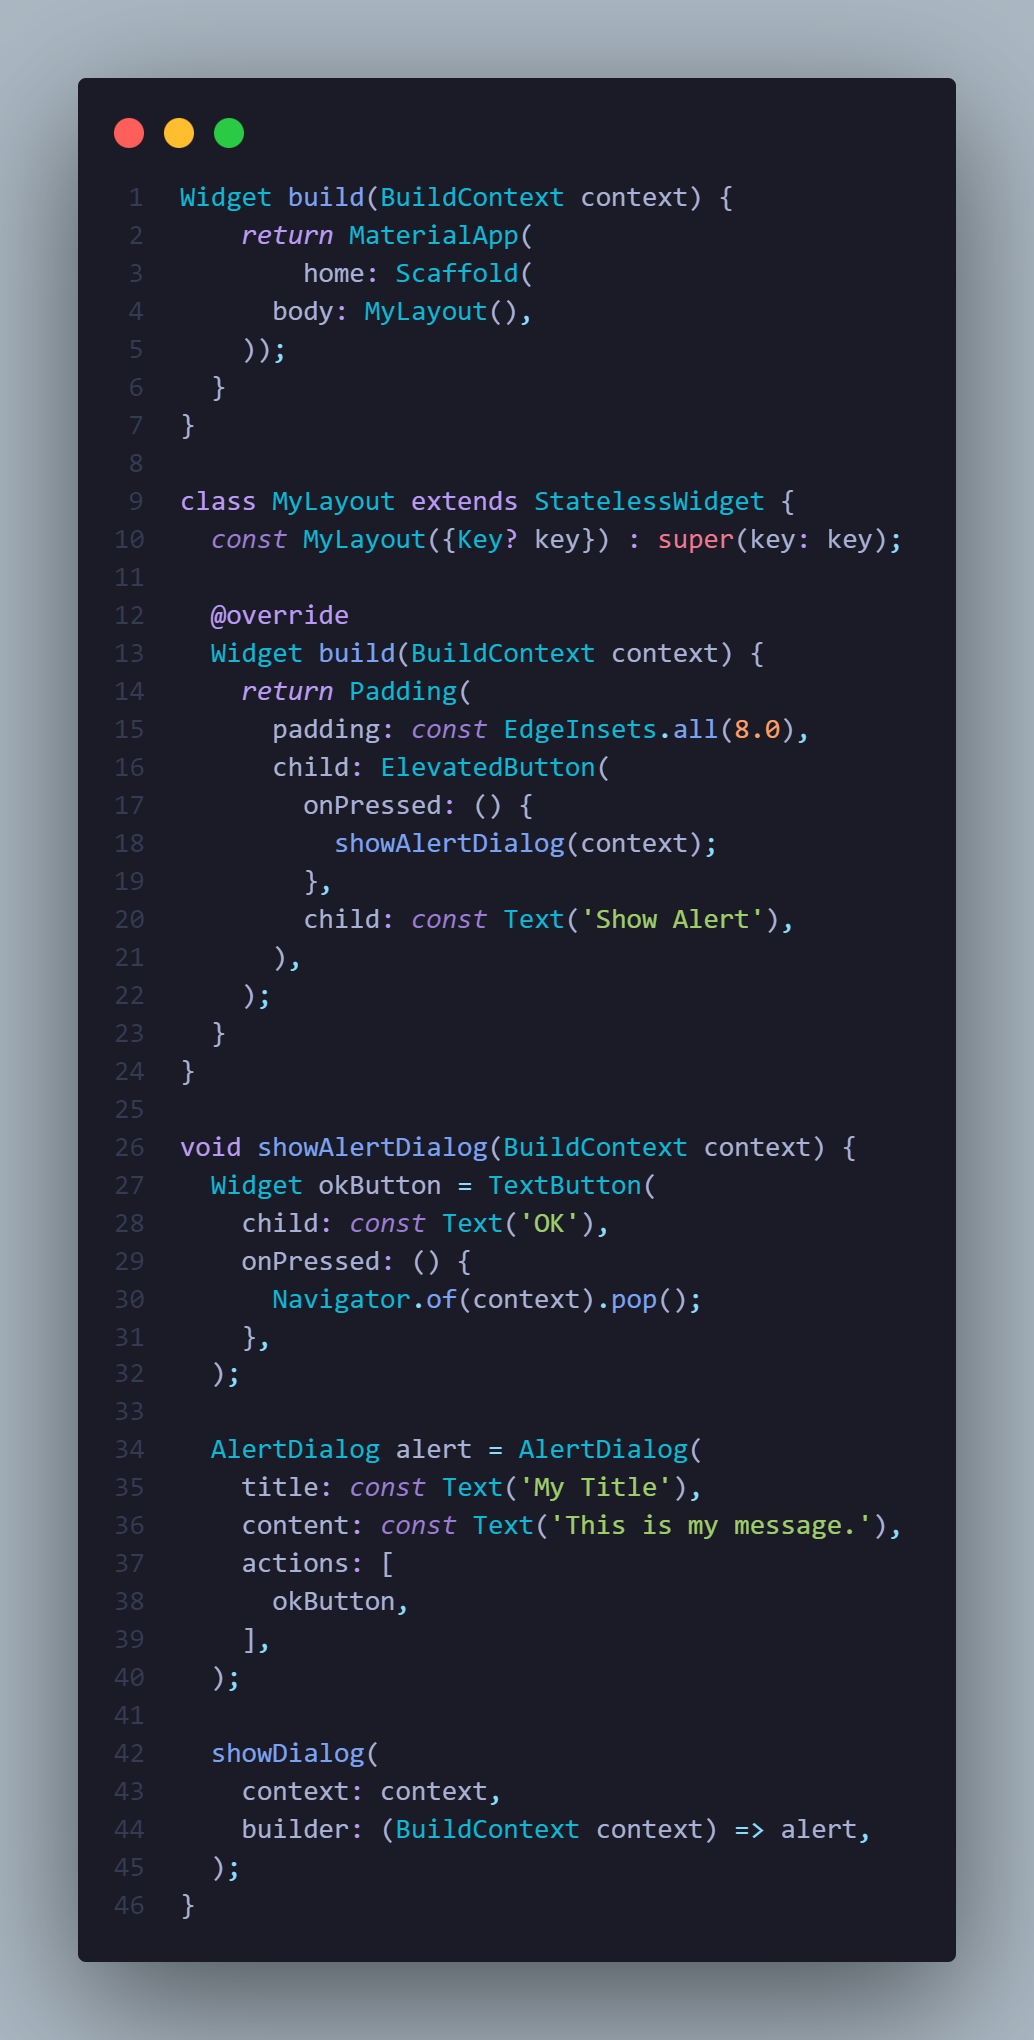 1 Widget build(BuildContext context) {
2     return MaterialApp(
3         home: Scaffold(
4       body: MyLayout(),
5     ));
6   }
7 }
8
9 class MyLayout extends StatelessWidget {
10   const MyLayout({Key? key}) : super(key: key);
11
12   @override
13   Widget build(BuildContext context) {
14     return Padding(
15       padding: const EdgeInsets.all(8.0),
16       child: ElevatedButton(
17         onPressed: () {
18           showAlertDialog(context);
19         },
20         child: const Text('Show Alert'),
21       ),
22     );
23   }
24 }
25
26 void showAlertDialog(BuildContext context) {
27   Widget okButton = TextButton(
28     child: const Text('OK'),
29     onPressed: () {
30       Navigator.of(context).pop();
31     },
32   );
33
34   AlertDialog alert = AlertDialog(
35     title: const Text('My Title'),
36     content: const Text('This is my message.'),
37     actions: [
38       okButton,
39     ],
40   );
41
42   showDialog(
43     context: context,
44     builder: (BuildContext context) => alert,
45   );
46 }